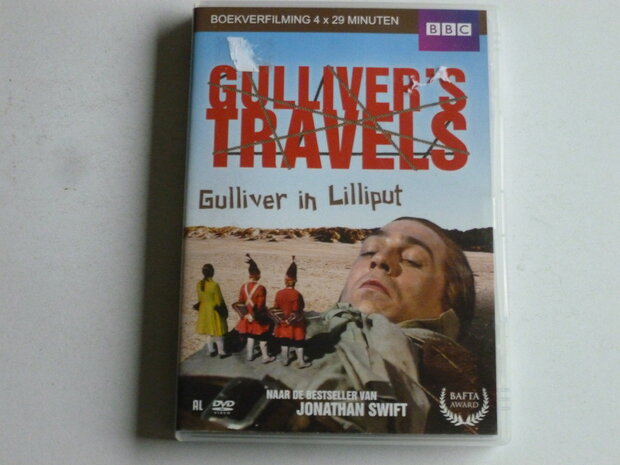 BOEKVERFILMING 4 x 29 MINUTEN
BBC
GULLIVER'S
TRAVELS
Gulliver in Lilliput
NAAR DE BESTSELLER VAN
JONATHAN SWIFT
AL
DVD
VIDEO
BAFTA
AWARD